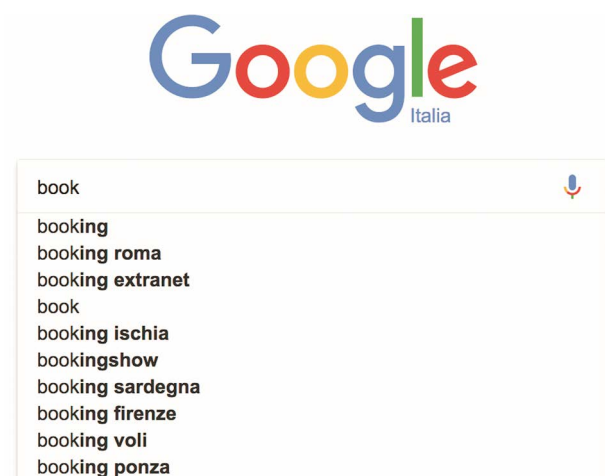 Google
Italia
book
booking
booking roma
booking extranet
book
booking ischia
bookingshow
booking sardegna
booking firenze
booking voli
booking ponza